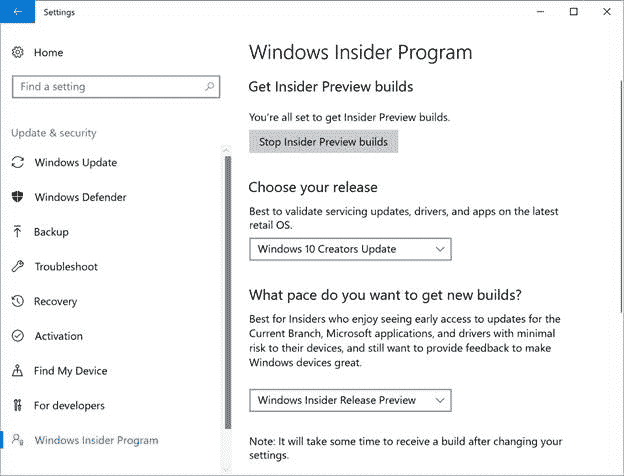 Settings
Home
Find a setting
Update & security
Windows Update
Windows Defender
Backup
Troubleshoot
Recovery
Activation
Find My Device
For developers
Windows Insider Program
Windows Insider Program
Get Insider Preview builds
You're all set to get Insider Preview builds.
Stop Insider Preview builds
Choose your release
Best to validate servicing updates, drivers, and apps on the latest
retail OS.
Windows 10 Creators Update
What pace do you want to get new builds?
Best for Insiders who enjoy seeing early access to updates for the
Current Branch, Microsoft applications, and drivers with minimal
risk to their devices, and still want to provide feedback to make
Windows devices great.
Windows Insider Release Preview
Note: It will take some time to receive a build after changing your
settings.